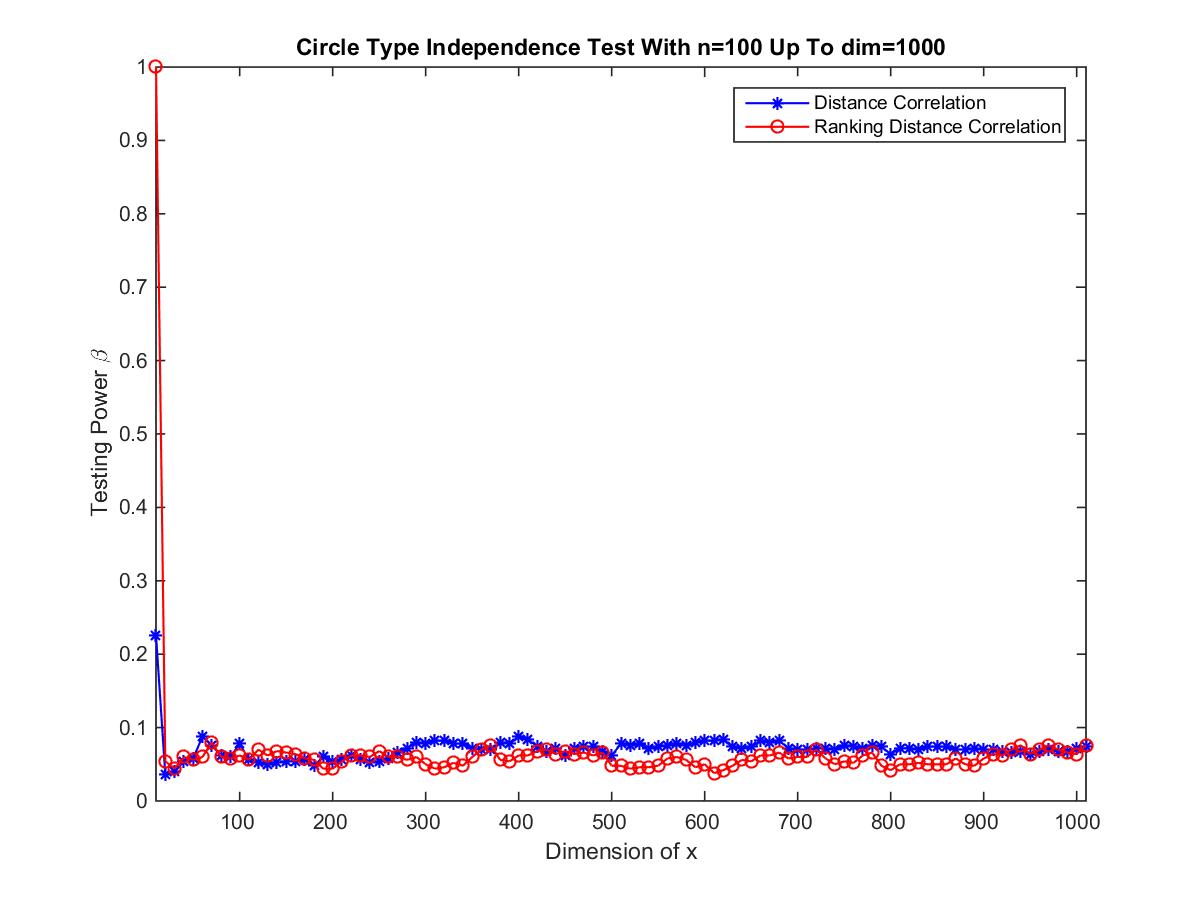 Circle Type Independence Test With n=100 Up To dim=1000
Distance Correlation
Ranking Distance Correlation
Testing Power β
1
0.9
0.8
0.7
0.6
0.5
0.4
0.3
0.2
0.1
0
100 200 300 400 500 600 700 800 900 1000
Dimension of x